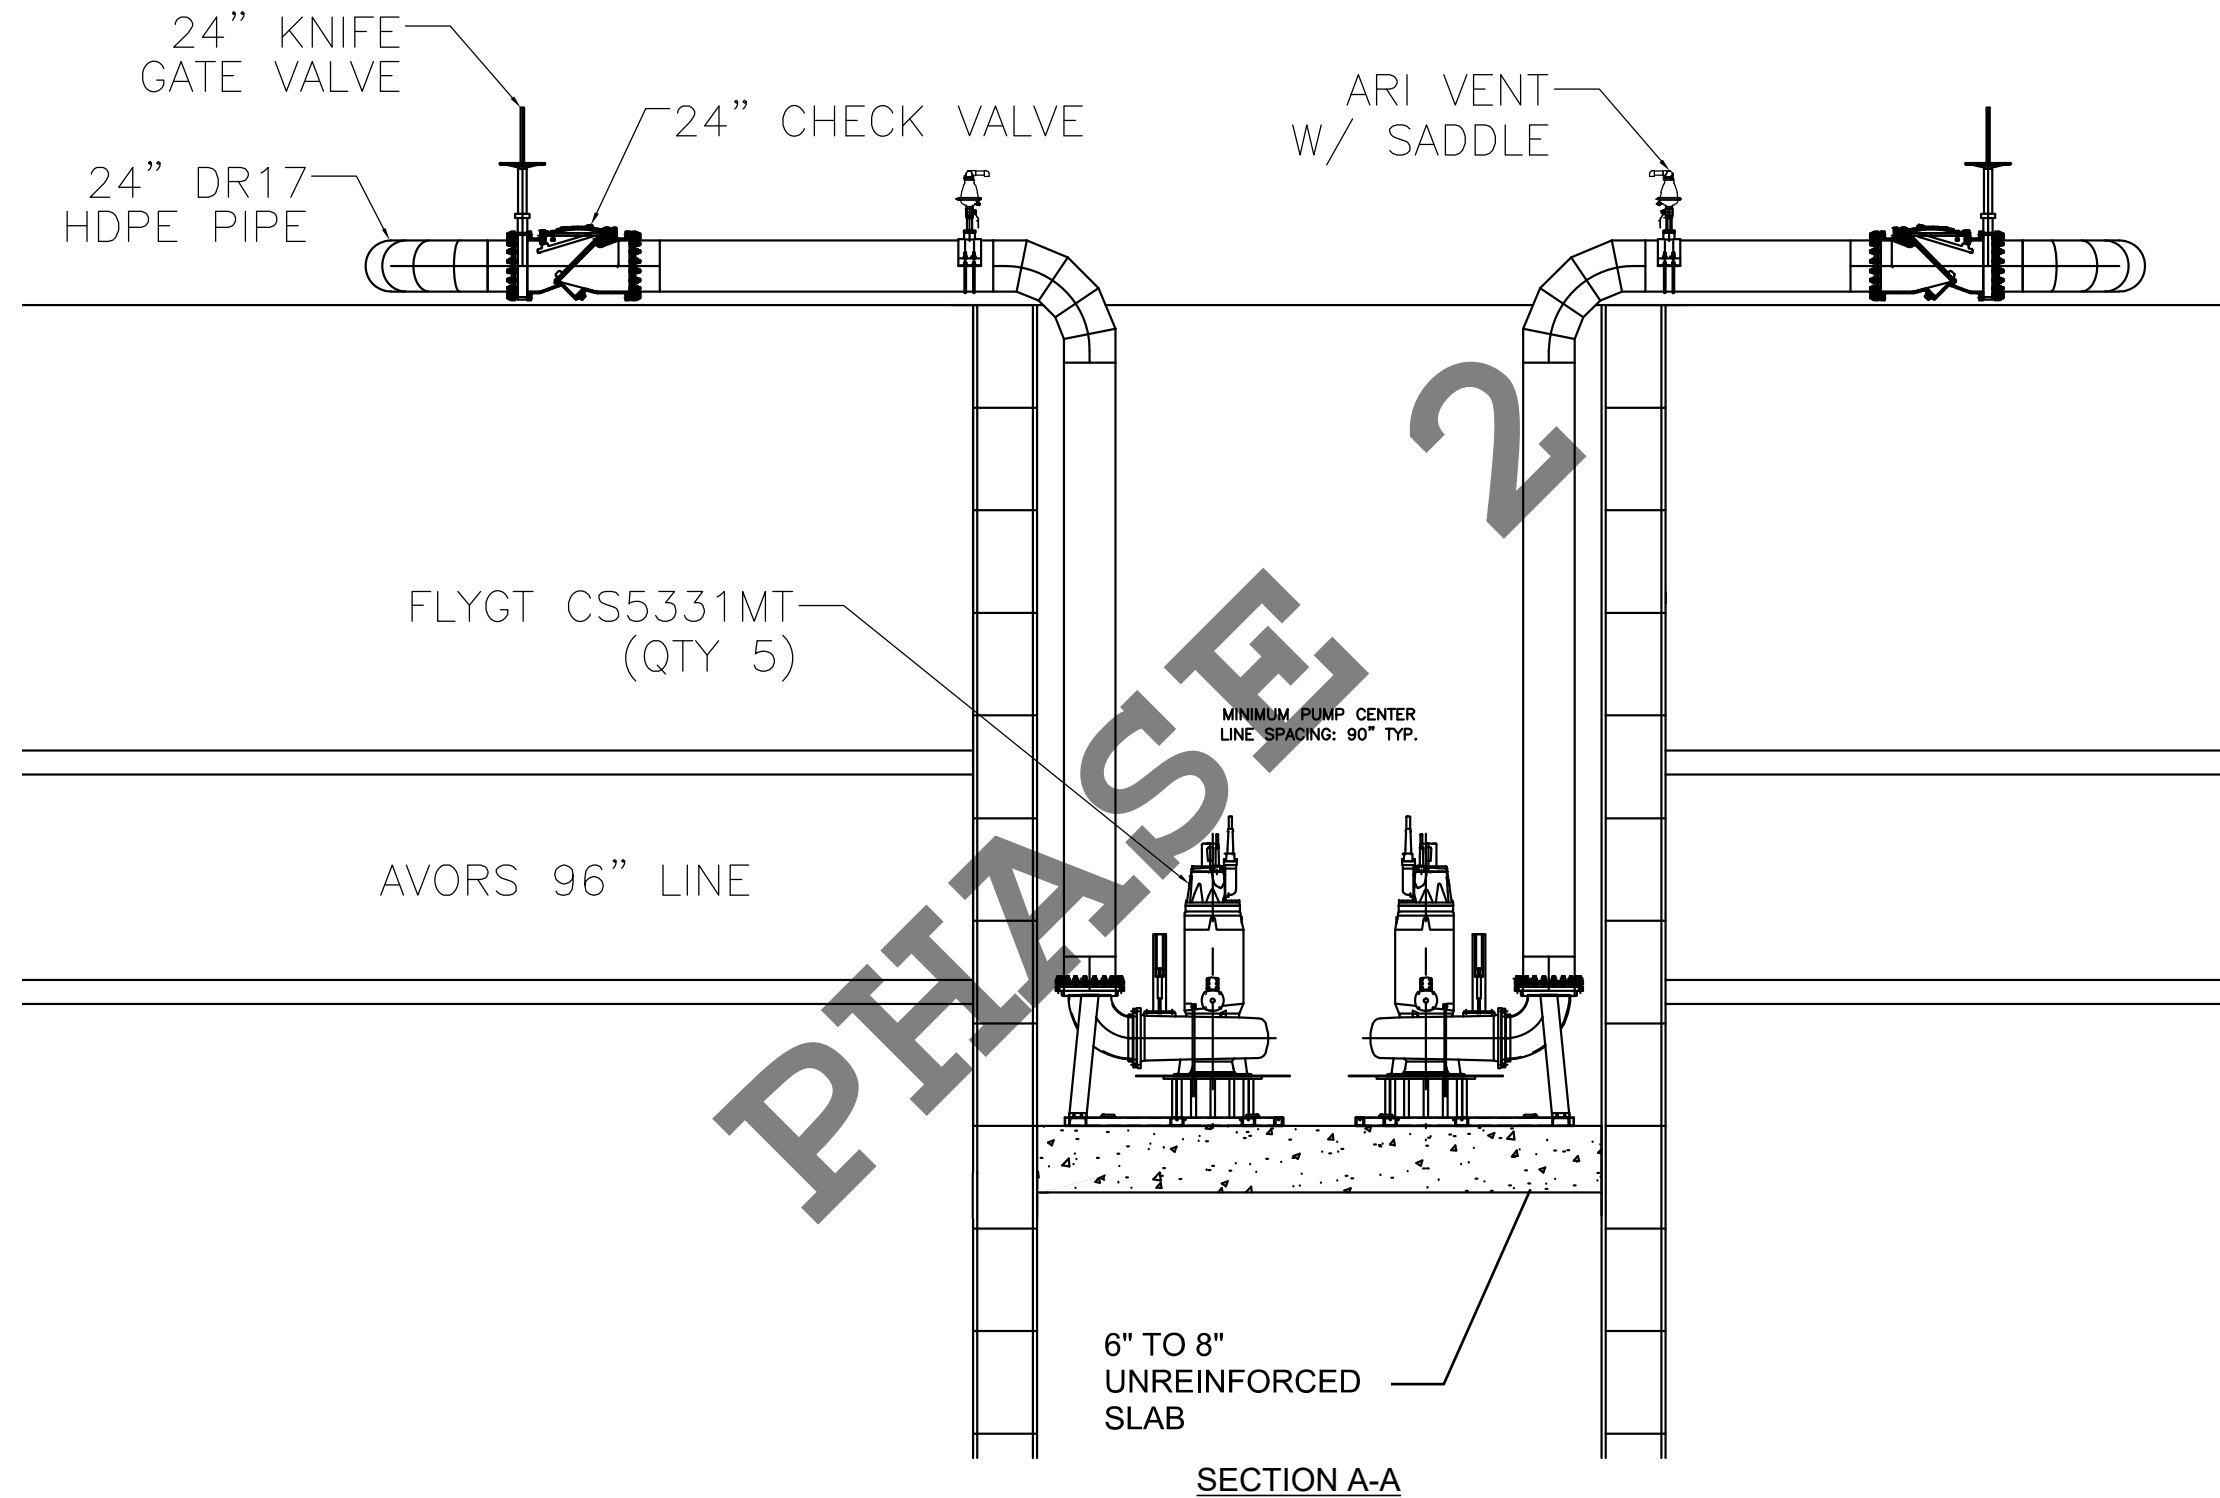 24” KNIFE
GATE VALVE
24” CHECK VALVE
ARI VENT
W/ SADDLE
24” DR17
HDPE PIPE
FLYGT CS5331MT
(QTY 5)
MINIMUM PUMP CENTER
LINE SPACING: 90” TYP.
AVORS 96” LINE
PHASE 2
6" TO 8"
UNREINFORCED
SLAB
SECTION A-A